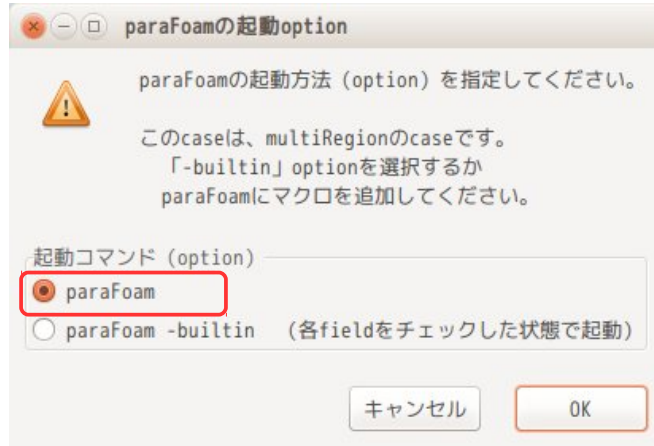 paraFoamの起動option
paraFoamの起動方法（option）を指定してください。
このcaseは、multiRegionのcaseです。
「-builtin」optionを選択するか
paraFoamにマクロを追加してください。
起動コマンド（option）
paraFoam
paraFoam -builtin （各fieldをチェックした状態で起動）
キャンセル
OK